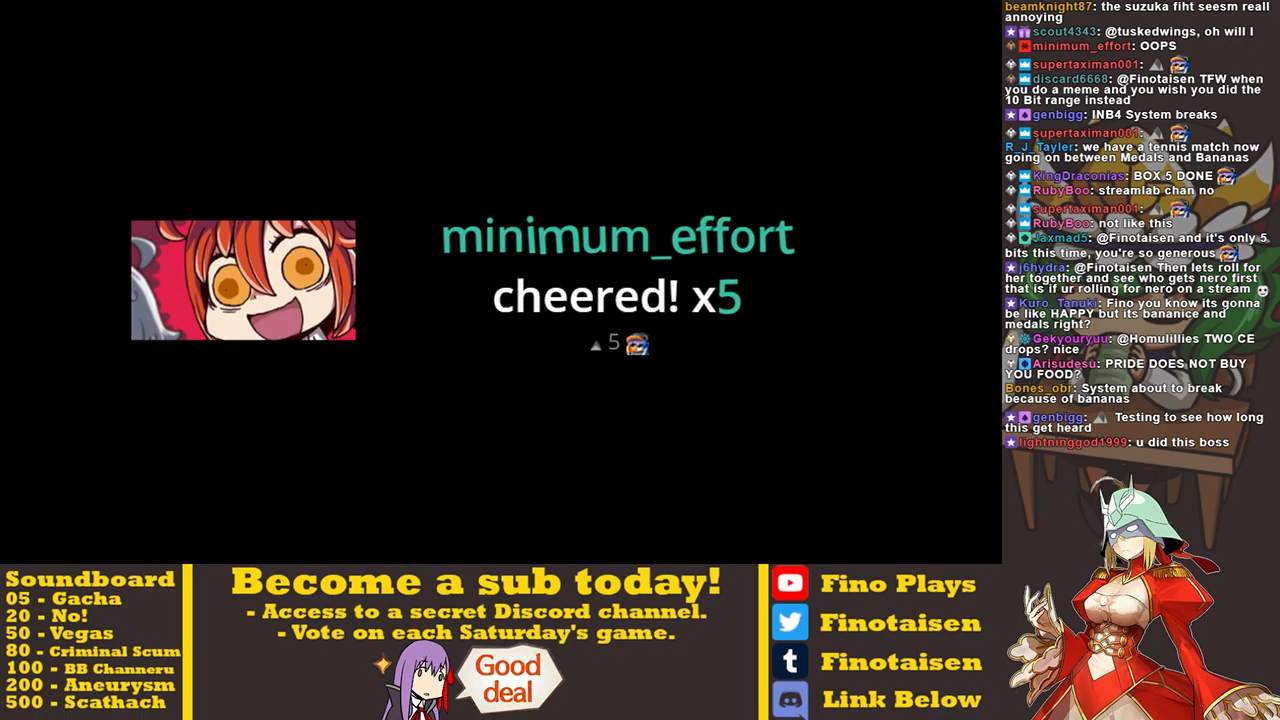 minimum_effort
cheered! x5
5
beamknight87: the suzuka fiht seesm reall
annoying
scout4343: @tuskedwings, oh will I
minimum_effort: OOPS
supertaximan001:
discard6668: @Finotaisen TFW when
you do a meme and you wish you did the
10 Bit range instead
genbigg: INB4 System breaks
supertaximan001:
R_J_Tayler: we have a tennis match now
going on between Medals and Bananas
KingDraconias: BOX 5 DONE
RubyBoo: streamlab chan no
supertaximan001:
RubyBoo: not like this
Jaxmad5: @Finotaisen and it's only 5
bits this time, you're so generous
j6hydra: @Finotaisen Then lets roll for
her together and see who gets nero first
that is if ur rolling for nero on a stream
Kuro_Tanuki: Fino you know its gonna
be like HAPPY but its bananice and
medals right?
Gekyouryuu: @Homulillies TWO CE
drops? nice
Arisudesu: PRIDE DOES NOT BUY
YOU FOOD?
Bones_obr: System about to break
because of bananas
genbigg: Testing to see how long
this get heard
lightninggod1999: u did this boss
Soundboard
05 - Gacha
20 - No!
50 - Vegas
80 - Criminal Scum
100 - BB Channeru
200 - Aneurysm
500 - Scathach
Become a sub today!
- Access to a secret Discord channel.
- Vote on each Saturday's game.
Good
deal
Fino Plays
Finotaisen
t Finotaisen
Link Below